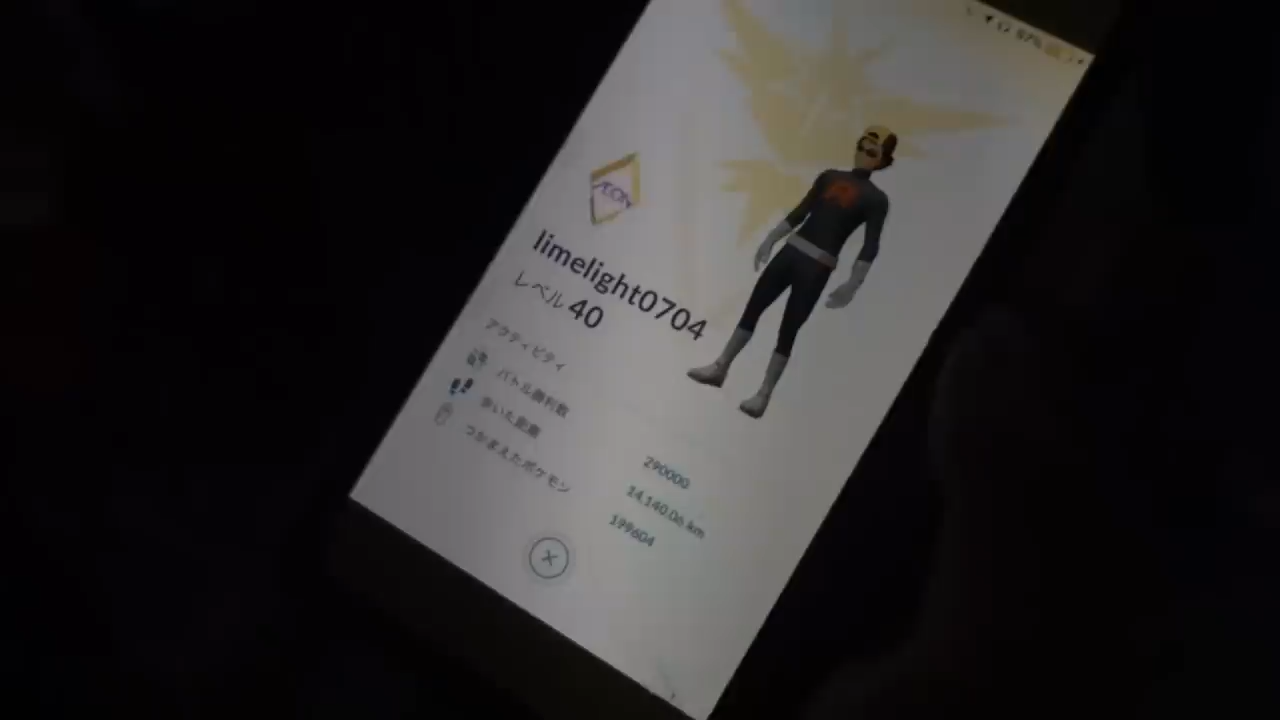 97%
ÆON
limelight0704
レベル 40
アクティビティ
バトル勝利数 290000
歩いた距離 14,140.06 km
つかまえたポケモン 199604